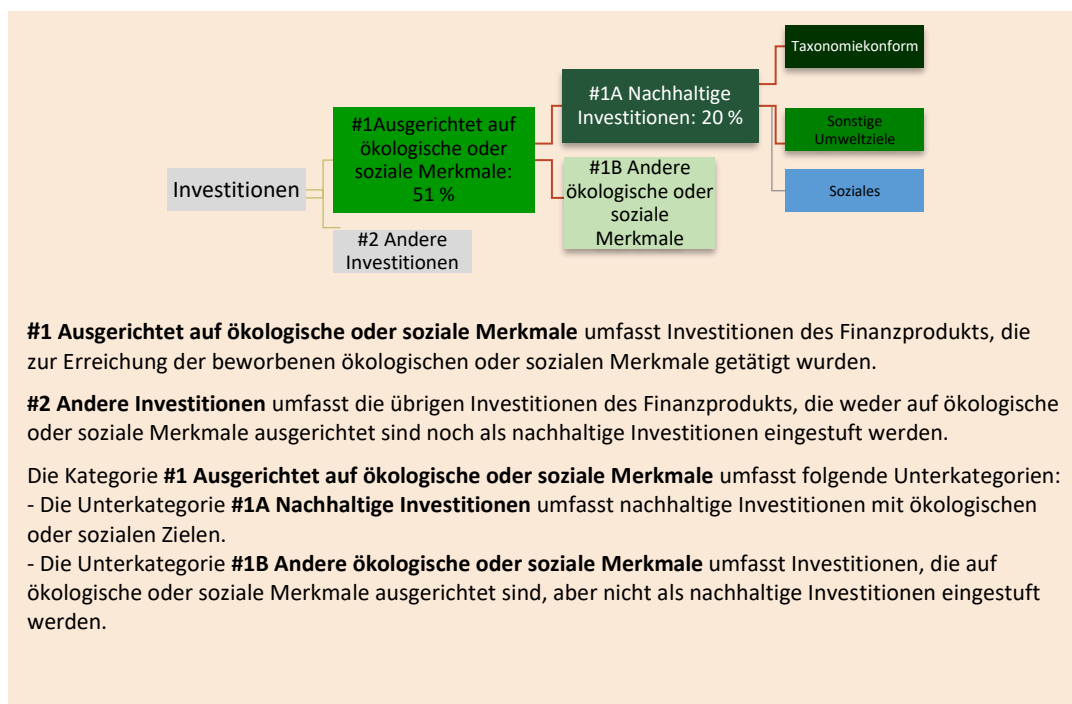 Taxonomiekonform
#1A Nachhaltige
Investitionen: 20 %
#1Ausgerichtet auf
ökologische oder
soziale Merkmale:
51 %
Sonstige
Umweltziele
#1B Andere
ökologische oder
soziale
Merkmale
Investitionen
Soziales
#2 Andere
Investitionen
#1 Ausgerichtet auf ökologische oder soziale Merkmale umfasst Investitionen des Finanzprodukts, die
zur Erreichung der beworbenen ökologischen oder sozialen Merkmale getätigt wurden.
#2 Andere Investitionen umfasst die übrigen Investitionen des Finanzprodukts, die weder auf ökologische
oder soziale Merkmale ausgerichtet sind noch als nachhaltige Investitionen eingestuft werden.
Die Kategorie #1 Ausgerichtet auf ökologische oder soziale Merkmale umfasst folgende Unterkategorien:
- Die Unterkategorie #1A Nachhaltige Investitionen umfasst nachhaltige Investitionen mit ökologischen
oder sozialen Zielen.
- Die Unterkategorie #1B Andere ökologische oder soziale Merkmale umfasst Investitionen, die auf
ökologische oder soziale Merkmale ausgerichtet sind, aber nicht als nachhaltige Investitionen eingestuft
werden.